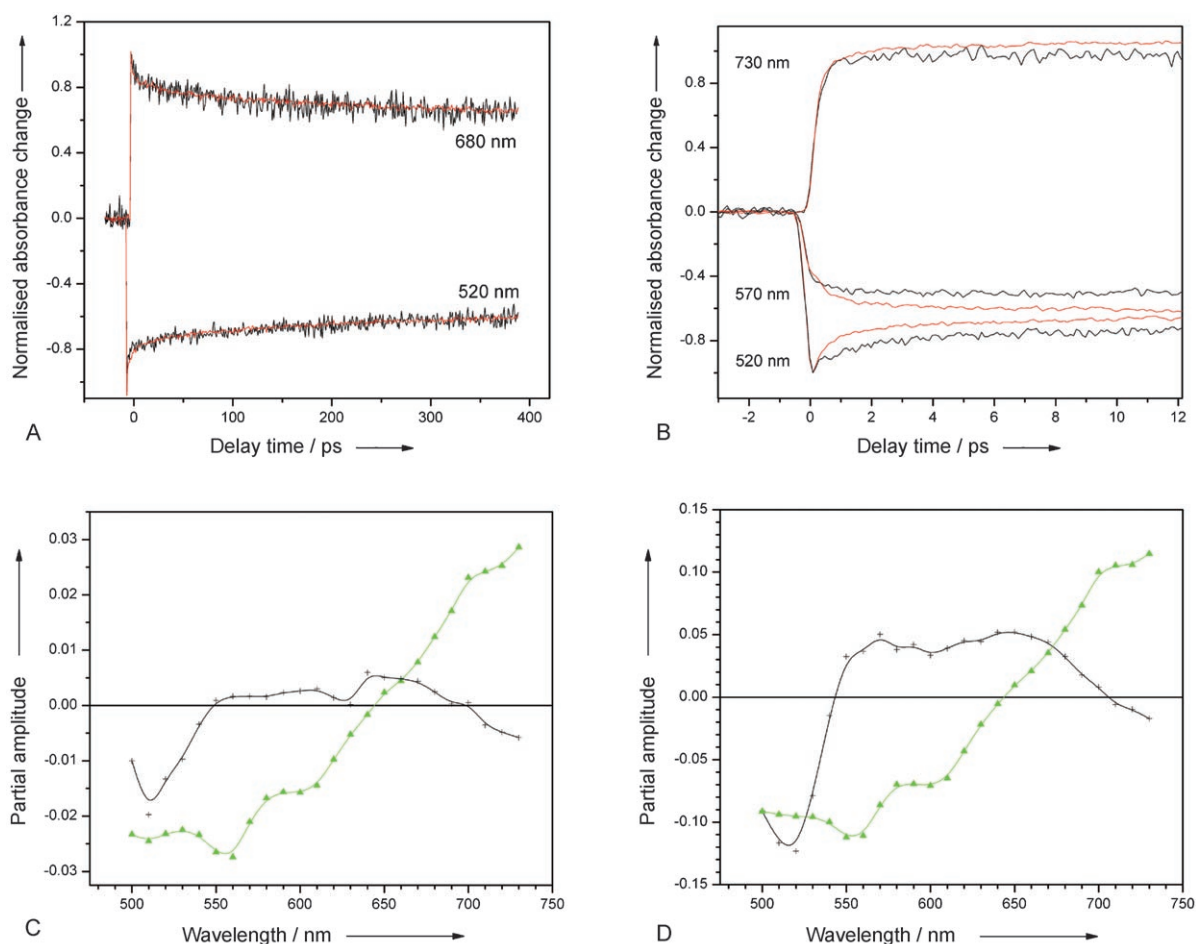 1.2
0.8
0.4
0.0
-0.4
-0.8
Normalised absorbance change
680 nm
520 nm
0
100
200
300
400
A
Delay time / ps
0.8
0.4
0.0
-0.4
-0.8
Normalised absorbance change
730 nm
570 nm
520 nm
-2
0
2
4
6
8
10
12
B
Delay time / ps
0.03
0.02
0.01
0.00
-0.01
-0.02
-0.03
Partial amplitude
500
550
600
650
700
750
C
Wavelength / nm
0.15
0.10
0.05
0.00
-0.05
-0.10
-0.15
Partial amplitude
500
550
600
650
700
750
D
Wavelength / nm